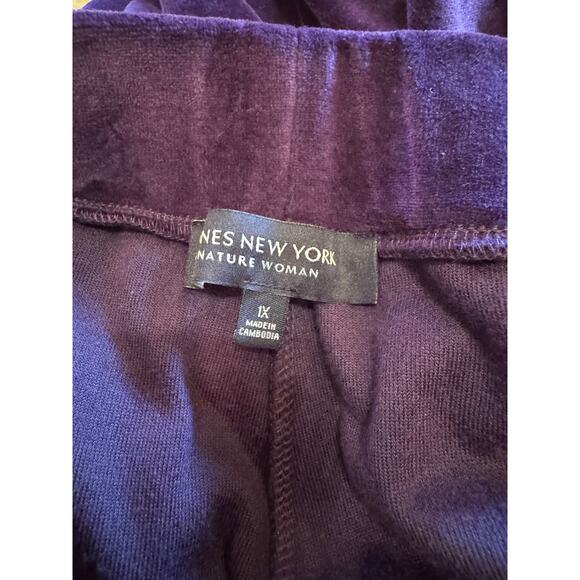 NES NEW YORK
NATURE WOMAN
1X
MADE IN
CAMBODIA